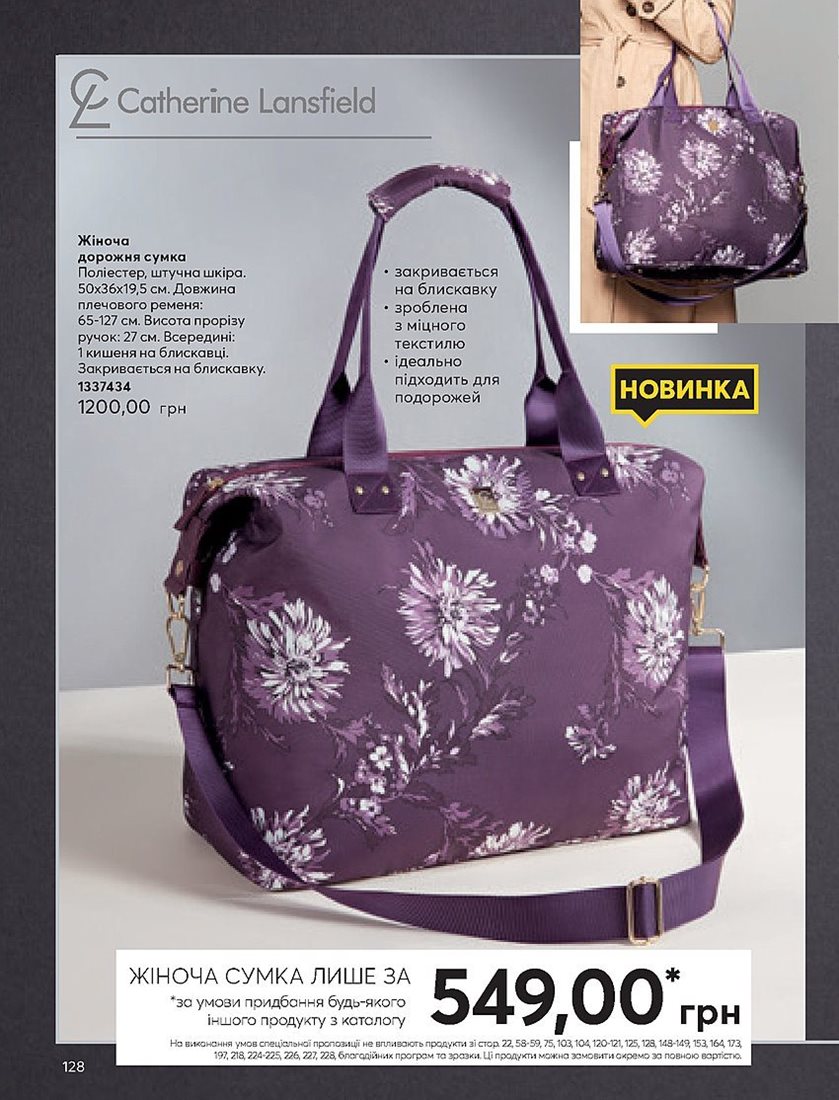 Catherine Lansfield
Жіноча
дорожня сумка
Поліестер, штучна шкіра.
50х36х19,5 см. Довжина
плечового ременя:
65-127 см. Висота прорізу
ручок: 27 см. Всередині:
1 кишеня на блискавці.
Закривається на блискавку.
1337434
1200,00 грн
• закривається
на блискавку
• зроблена
з міцного
текстилю
• ідеально
підходить для
подорожей
НОВИНКА
ЖІНОЧА СУМКА ЛИШЕ ЗА
*за умови придбання будь-якого
іншого продукту з каталогу
549,00*
грн
На виконання умов спеціальної пропозиції не впливають продукти зі стор. 22, 58-59, 75, 103, 104, 120-121, 125, 128, 148-149, 153, 164, 173,
197, 218, 224-225, 226, 227, 228, благодійних програм та зразки. Ці продукти можна замовити окремо за повною вартістю.
128